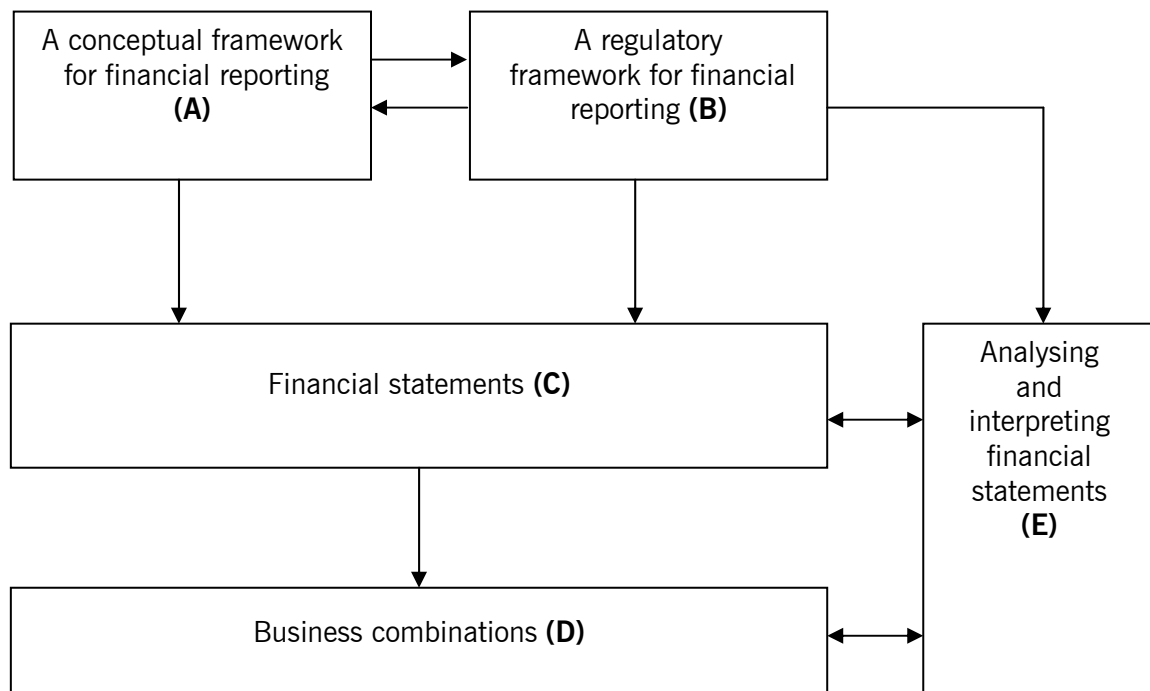 A conceptual framework
for financial reporting
(A)
A regulatory
framework for financial
reporting (B)
Financial statements (C)
Analysing
and
interpreting
financial
statements
(E)
Business combinations (D)